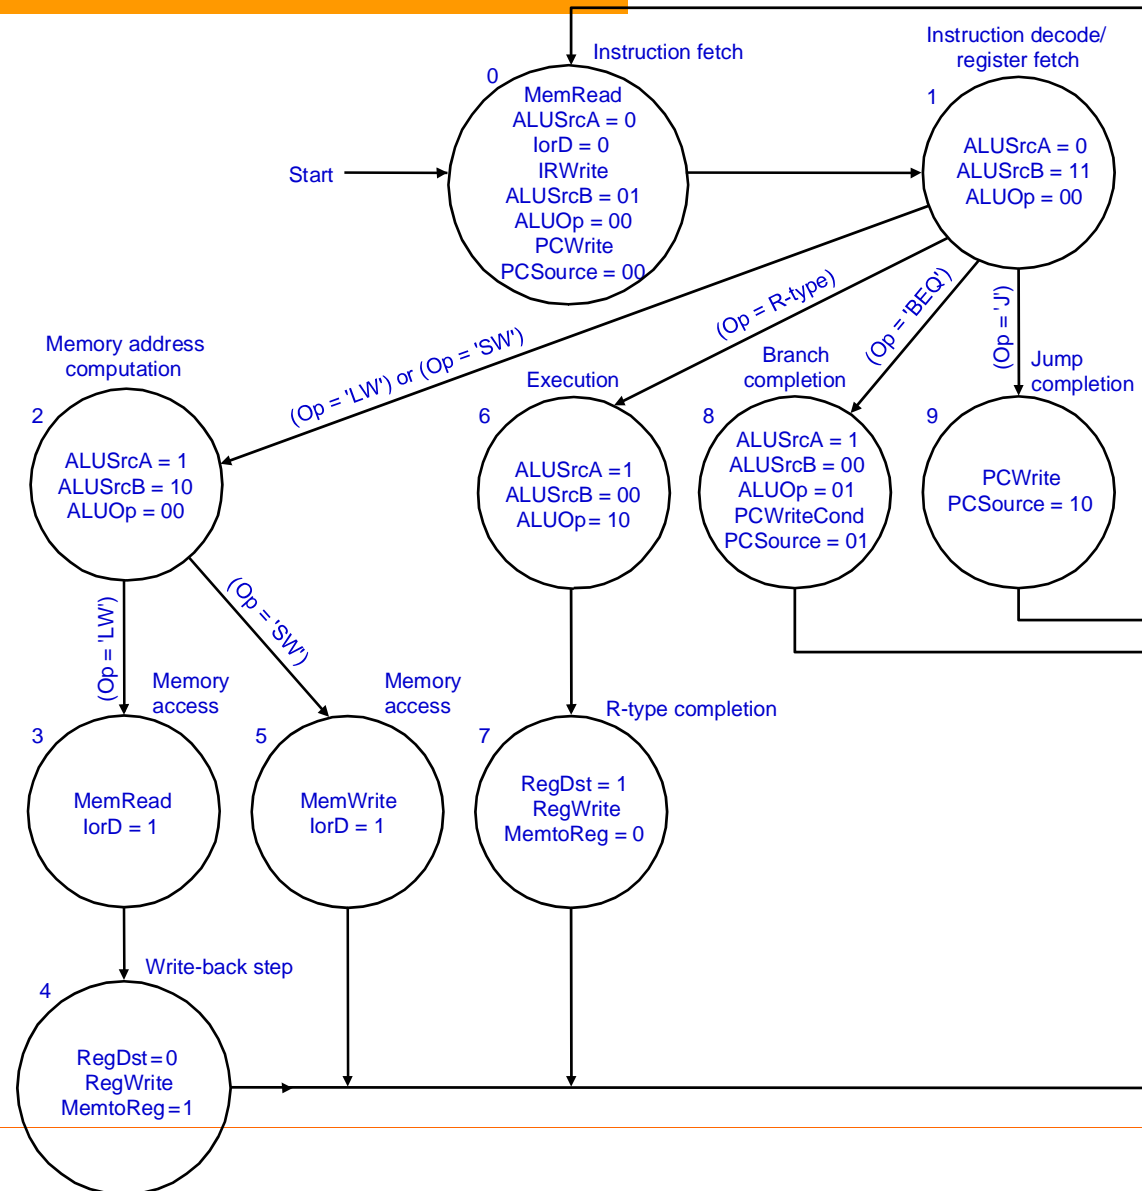 Instruction fetch
0
MemRead
ALUSrcA = 0
IorD = 0
IRWrite
ALUSrcB = 01
ALUOp = 00
PCWrite
PCSource = 00
Start
Instruction decode/
register fetch
1
ALUSrcA = 0
ALUSrcB = 11
ALUOp = 00
(Op = 'LW') or (Op = 'SW')
(Op = R-type)
(Op = 'BEQ')
(Op = 'J')
Memory address
computation
2
ALUSrcA = 1
ALUSrcB = 10
ALUOp = 00
Execution
6
ALUSrcA =1
ALUSrcB = 00
ALUOp= 10
Branch
completion
8
ALUSrcA = 1
ALUSrcB = 00
ALUOp = 01
PCWriteCond
PCSource = 01
Jump
completion
9
PCWrite
PCSource = 10
(Op = 'LW')
(Op = 'SW')
Memory
access
3
MemRead
IorD = 1
Memory
access
5
MemWrite
IorD = 1
R-type completion
7
RegDst = 1
RegWrite
MemtoReg = 0
Write-back step
4
RegDst=0
RegWrite
MemtoReg=1